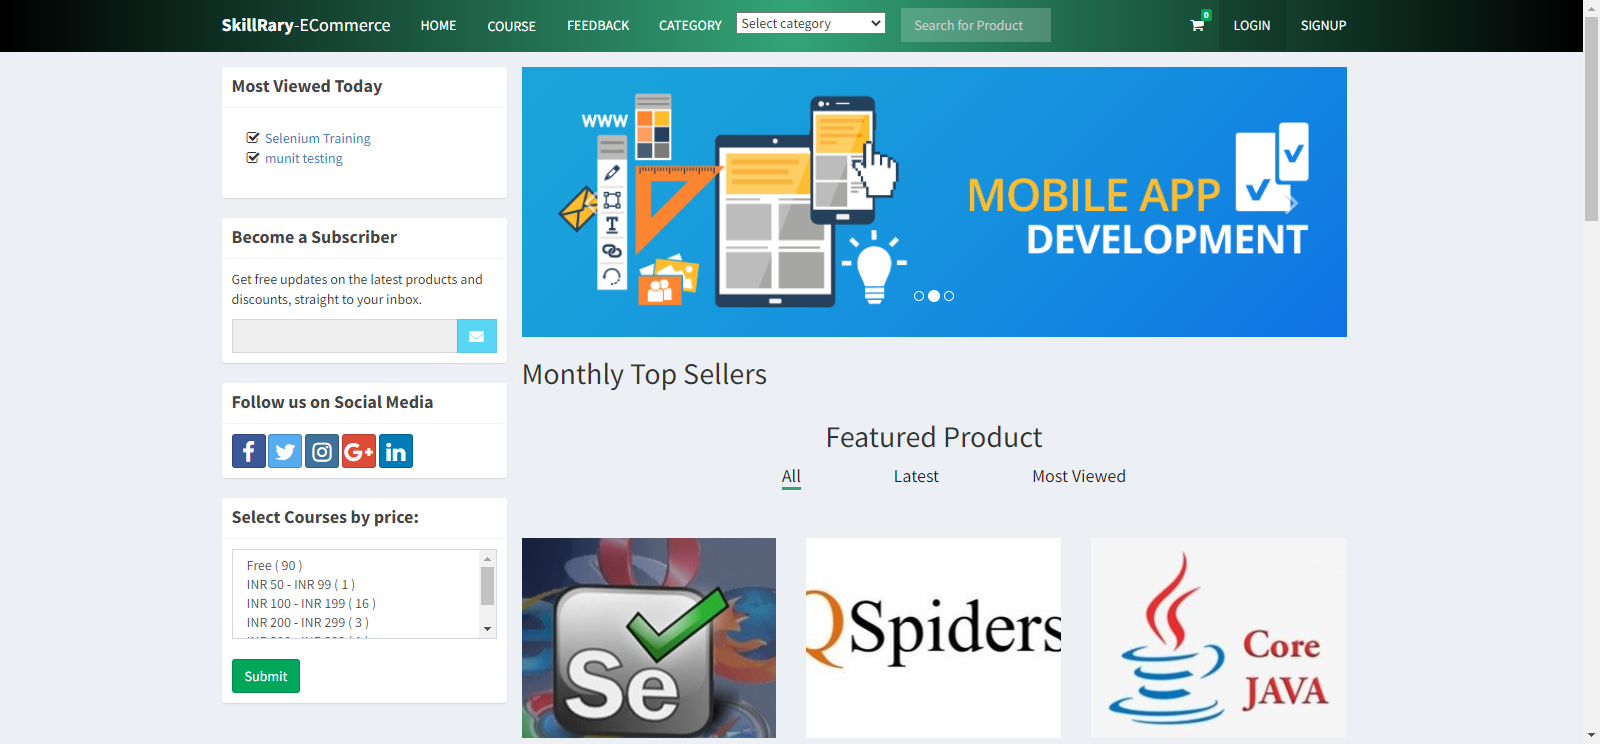 SkillRary-ECommerce HOME COURSE FEEDBACK CATEGORY Select category Search for Product 0 LOGIN SIGNUP
Most Viewed Today
Selenium Training
munit testing
Become a Subscriber
Get free updates on the latest products and
discounts, straight to your inbox.
Follow us on Social Media
Select Courses by price:
Free ( 90 )
INR 50 - INR 99 ( 1 )
INR 100 - INR 199 ( 16 )
INR 200 - INR 299 ( 3 )
Submit
WWW
T
MOBILE APP
DEVELOPMENT
Monthly Top Sellers
Featured Product
All Latest Most Viewed
Se
QSpiders
Core
JAVA